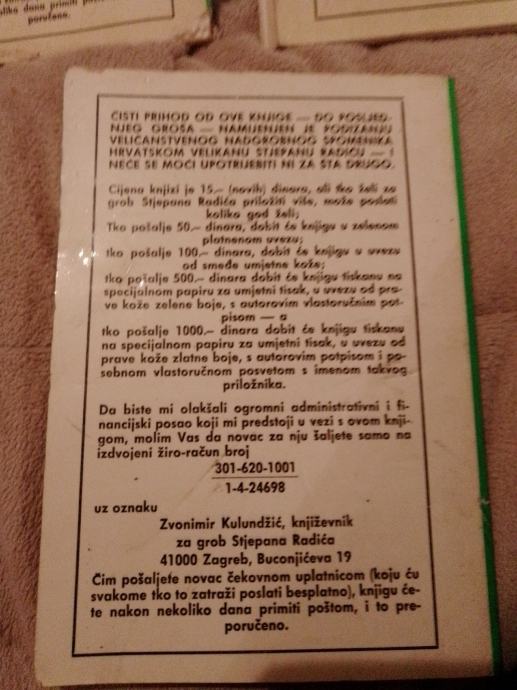 liko dana primiti
poručeno.
ČISTI PRIHOD OD OVE KNJIGE — DO POSLJED-
NJEG GROŠA — NAMIJENJEN JE PODIZANJU
VELIČANSTVENOG NADGROBNOG SPOMENIKA
HRVATSKOM VELIKANU STJEPANU RADIĆU — I
NEĆE SE MOĆI UPOTRIJEBITI NI ZA ŠTA DRUGO.
Cijena knjizi je 15.— (novih) dinara, ali tko želi za
grob Stjepana Radića priložiti više, može poslati
koliko god želi;
Tko pošalje 50.— dinara, dobit će knjigu u zelenom
platnenom uvezu;
tko pošalje 100.— dinara, dobit će knjigu u uvezu
od smeđe umjetne kože;
tko pošalje 500.— dinara dobit će knjigu tiskanu na
specijalnom papiru za umjetni tisak, u uvezu od pra-
ve kože zelene boje, s autorovim vlastoručnim pot-
pisom — a
tko pošalje 1000.— dinara dobit će knjigu tiskanu
na specijalnom papiru za umjetni tisak, u uvezu od
prave kože zlatne boje, s autorovim potpisom i po-
sebnom vlastoručnom posvetom s imenom takvog
priložnika.
Da biste mi olakšali ogromni administrativni i fi-
nancijski posao koji mi predstoji u vezi s ovom knji-
gom, molim Vas da novac za nju šaljete samo na
izdvojeni žiro-račun broj
301-620-1001
1-4-24698
uz oznaku
Zvonimir Kulundžić, književnik
za grob Stjepana Radića
41000 Zagreb, Buconjićeva 19
Čim pošaljete novac čekovnom uplatnicom (koju ću
svakome tko to zatraži poslati besplatno), knjigu će-
te nakon nekoliko dana primiti poštom, i to pre-
poručeno.